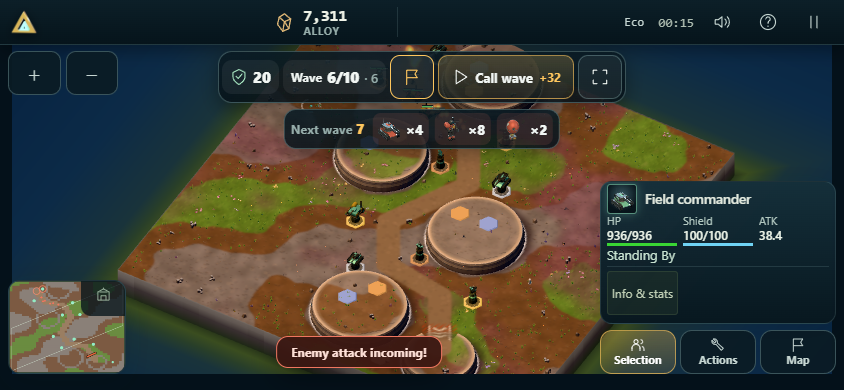 7,311
ALLOY
Eco 00:15
20
Wave 6/10 · 6
Call wave +32
Next wave 7
×4
×8
×2
Field commander
HP
Shield
ATK
936/936
100/100
38.4
Standing By
Info & stats
Enemy attack incoming!
Selection
Actions
Map